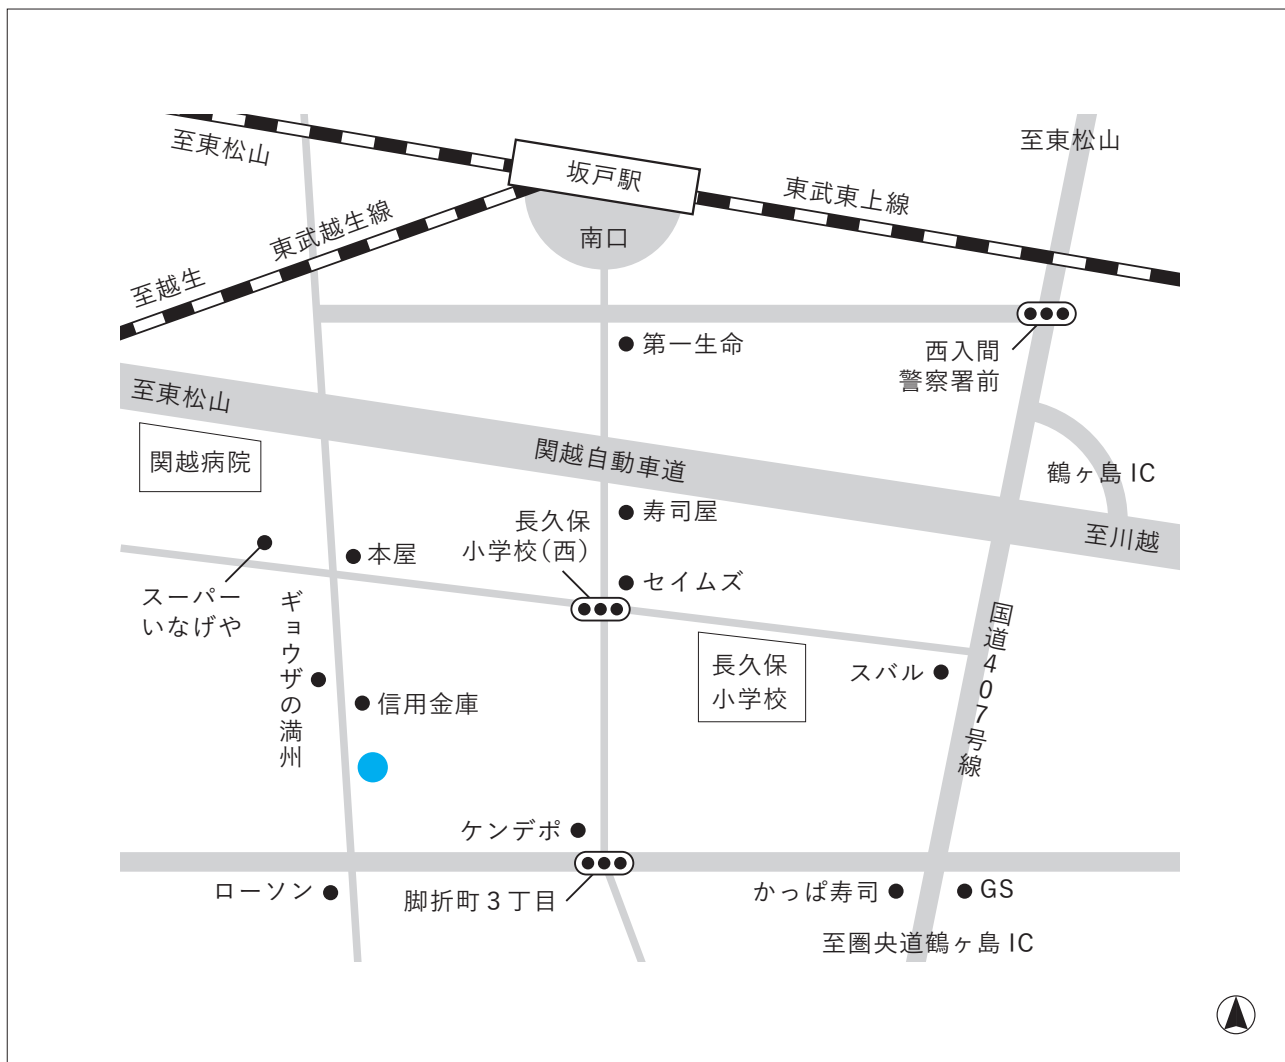 至東松山
至東松山
坂戸駅
東武東上線
東武越生線
南口
至越生
第一生命
西入間
警察署前
至東松山
関越自動車道
関越病院
鶴ヶ島 IC
寿司屋
長久保
小学校(西)
至川越
本屋
セイムズ
スーパー
いなげや
ギョウザの満州
国道407号線
長久保
小学校
スバル
信用金庫
ケンデポ
ローソン
脚折町3丁目
かっぱ寿司
GS
至圏央道鶴ヶ島 IC